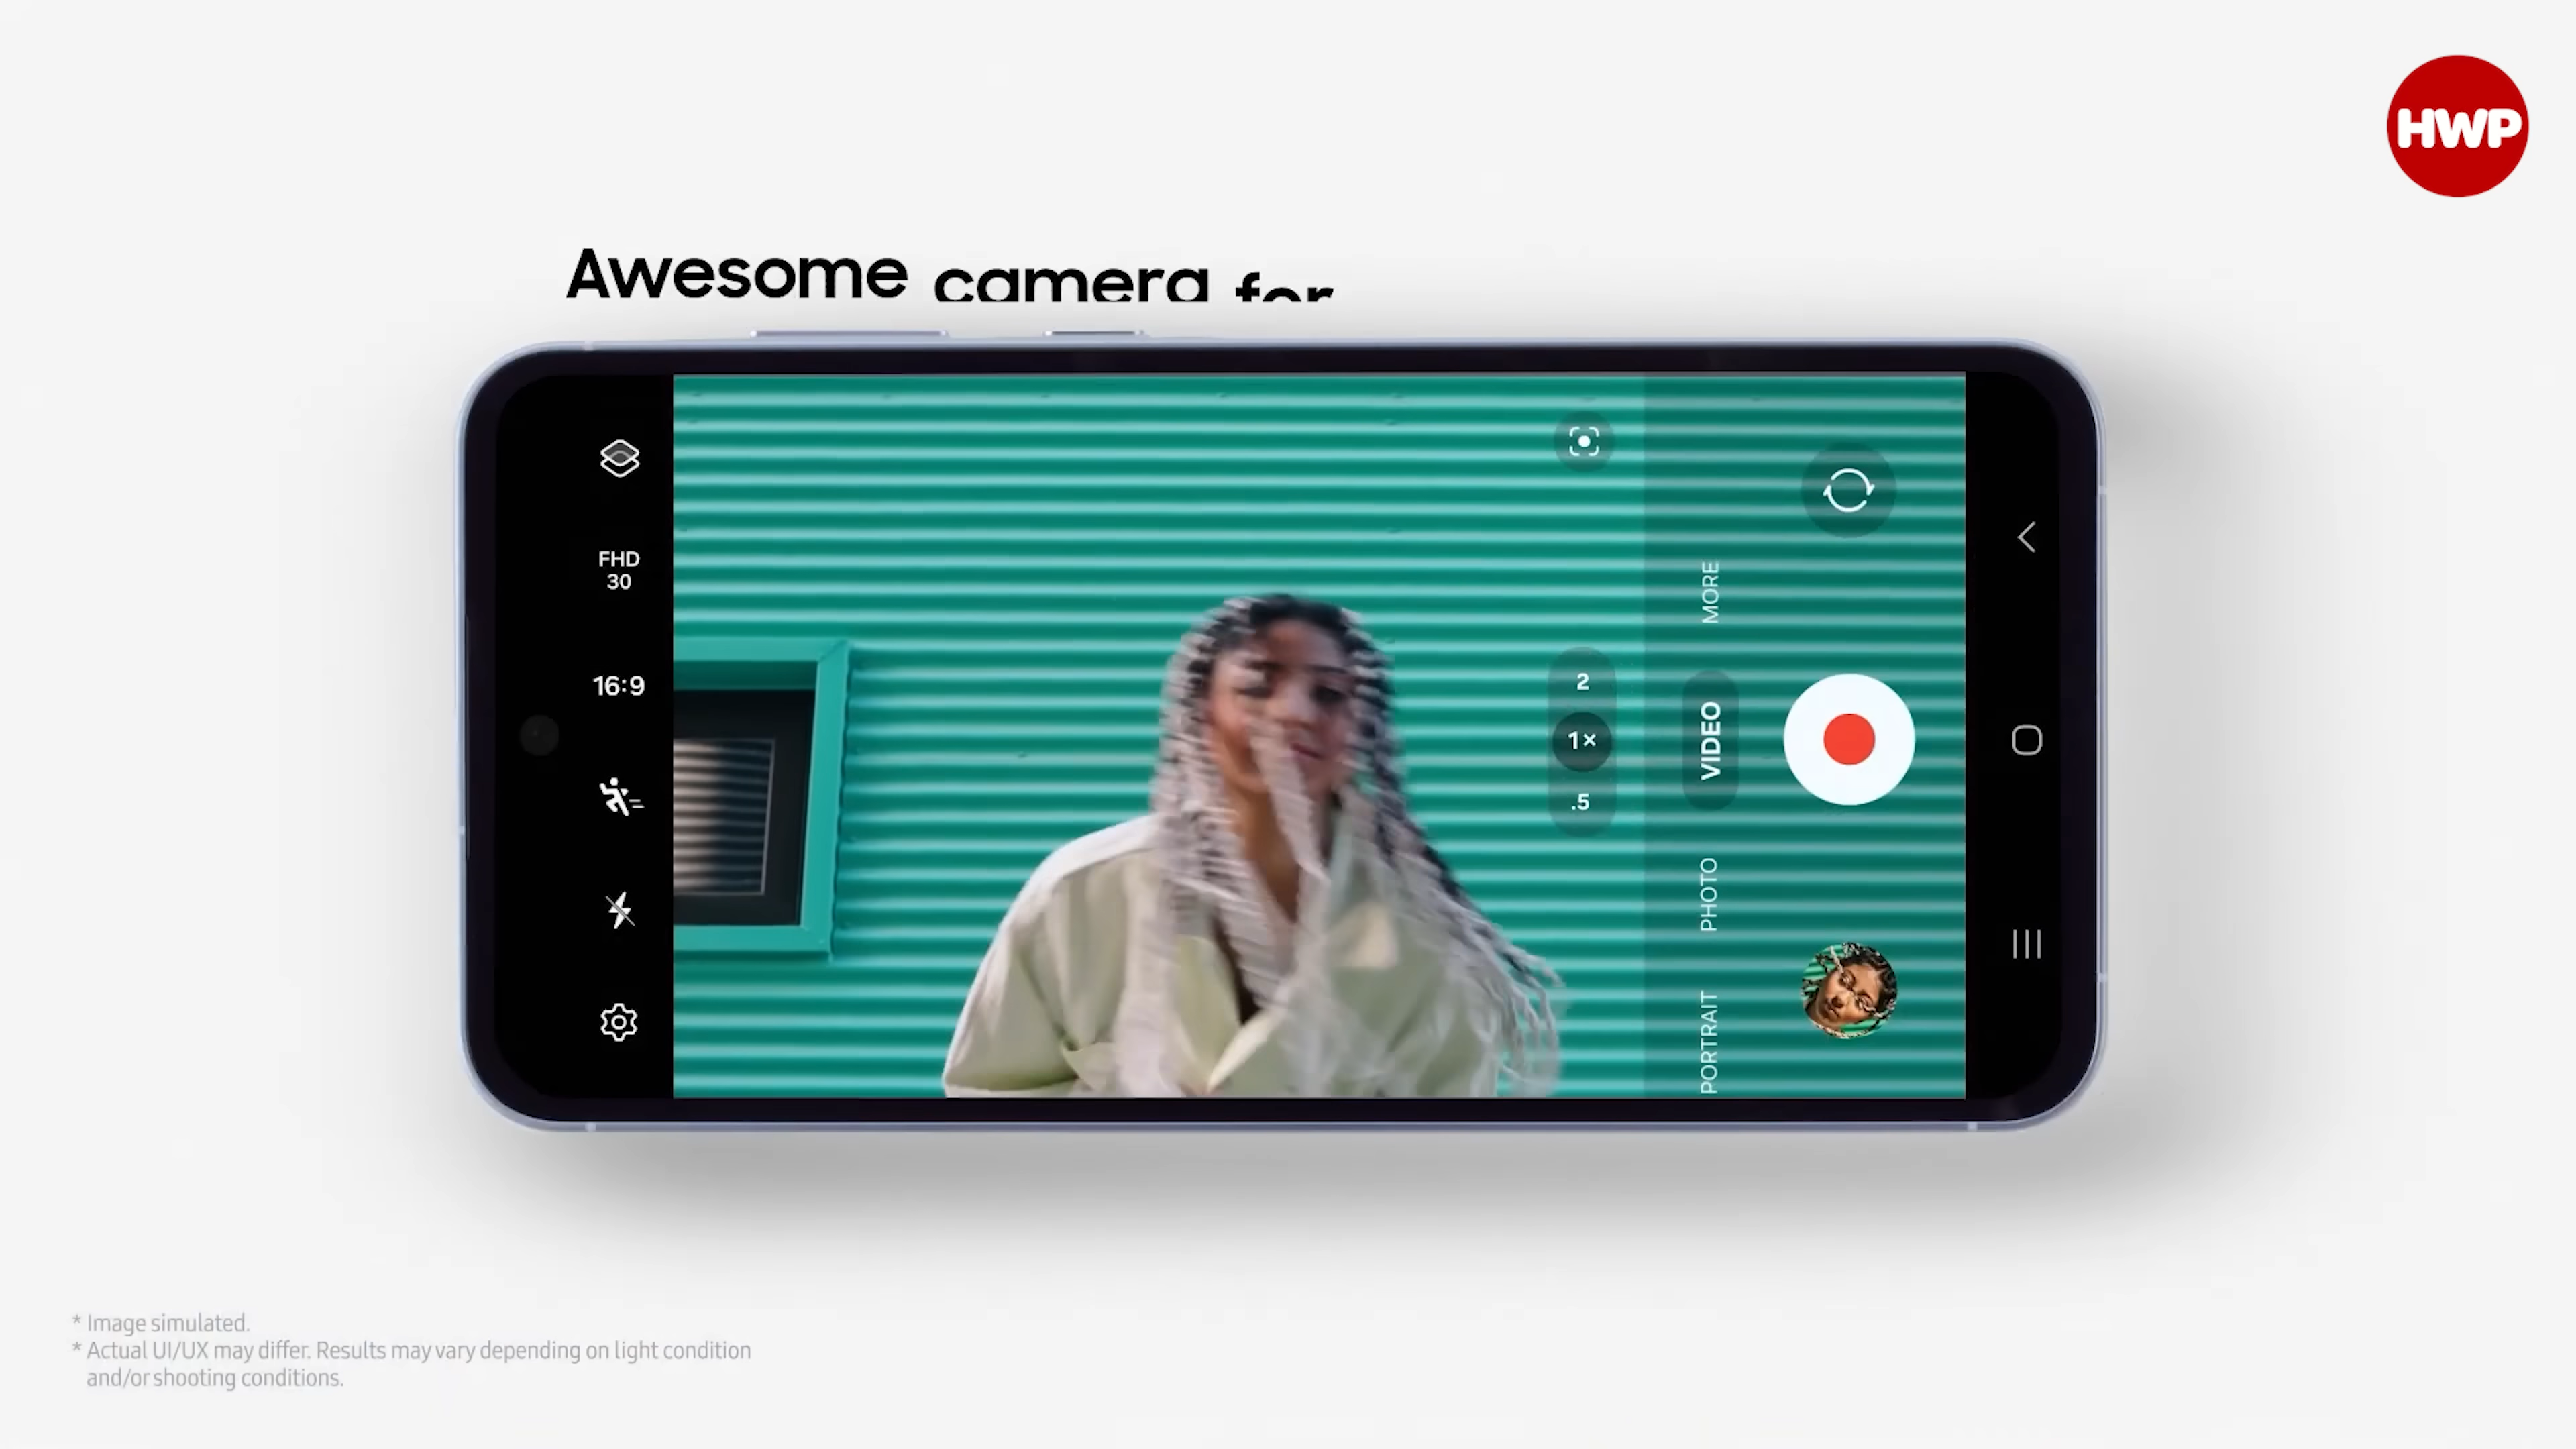 HWP
Awesome camera for
FHD
30
16:9
2
1×
.5
MORE
VIDEO
PHOTO
PORTRAIT
* Image simulated.
* Actual UI/UX may differ. Results may vary depending on light condition
and/or shooting conditions.